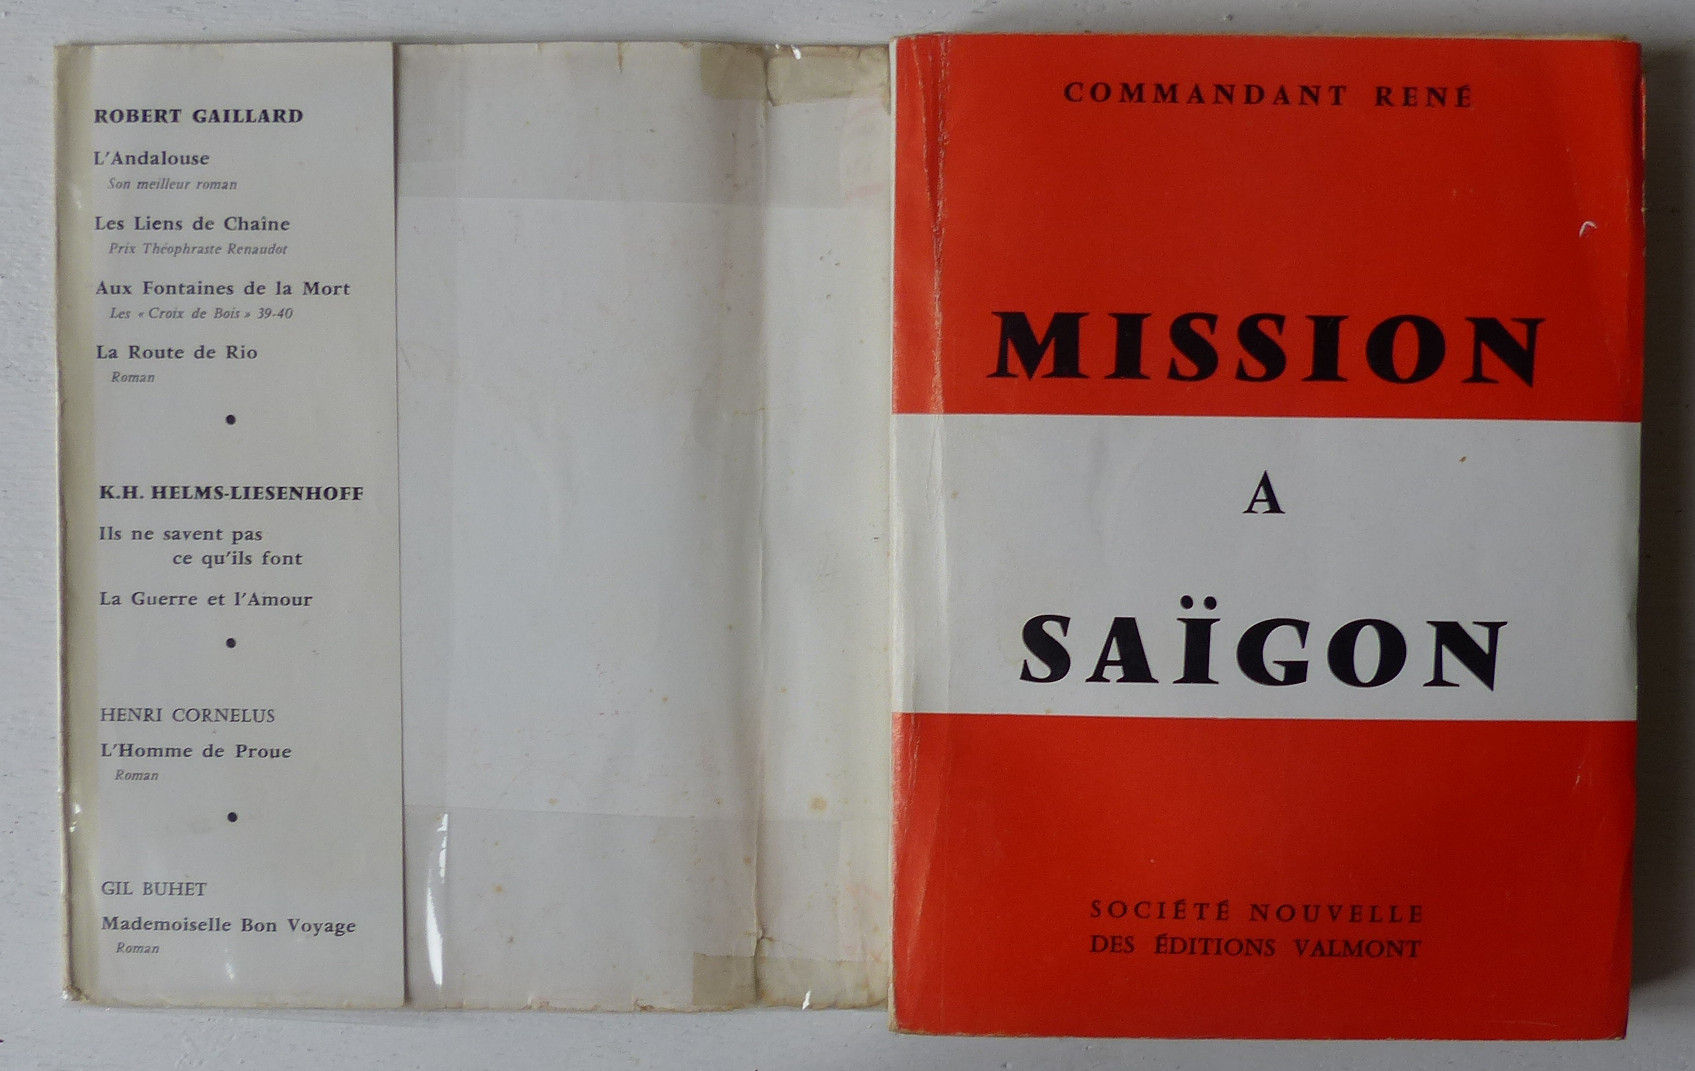 ROBERT GAILLARD
L'Andalouse
Son meilleur roman
Les Liens de Chaîne
Prix Théophraste Renaudot
Aux Fontaines de la Mort
Les « Croix de Bois » 39-40
La Route de Rio
Roman
•
K.H. HELMS-LIESENHOFF
Ils ne savent pas
ce qu'ils font
La Guerre et l'Amour
•
HENRI CORNELUS
L'Homme de Proue
Roman
•
GIL BUHET
Mademoiselle Bon Voyage
Roman
COMMANDANT RENÉ
MISSION
A
SAÏGON
SOCIÉTÉ NOUVELLE
DES ÉDITIONS VALMONT